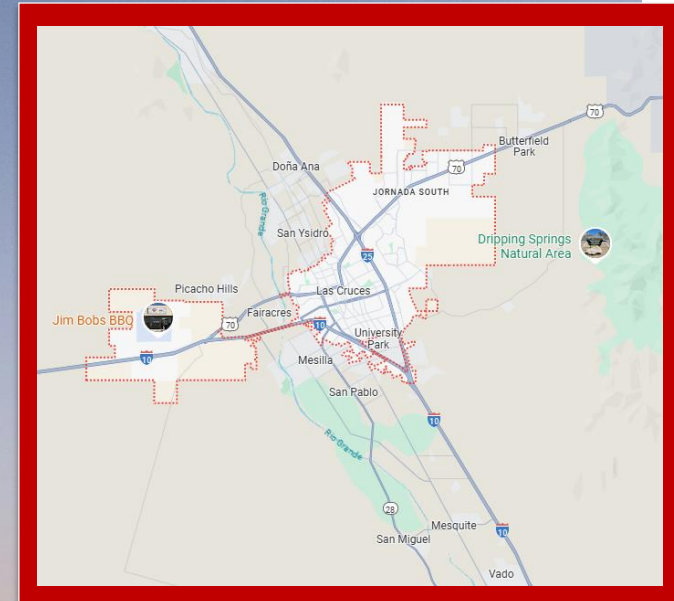 70
Butterfield
Park
Doña Ana
70
JORNADA SOUTH
Rio Grande
San Ysidro
Dripping Springs
Natural Area
25
Picacho Hills
Las Cruces
Jim Bobs BBQ
Fairacres
70
10
University
Park
10
Mesilla
San Pablo
10
Rio Grande
28
Mesquite
10
San Miguel
Vado